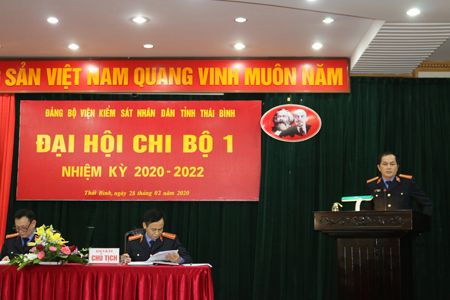 SẢN VIỆT NAM QUANG VINH MUÔN NĂM
ĐẢNG BỘ VIỆN KIỂM SÁT NHÂN DÂN TỈNH THÁI BÌNH
ĐẠI HỘI CHI BỘ 1
NHIỆM KỲ 2020-2022
Thái Bình, ngày 28 tháng 02 năm 2020
CHỦ TỊCH